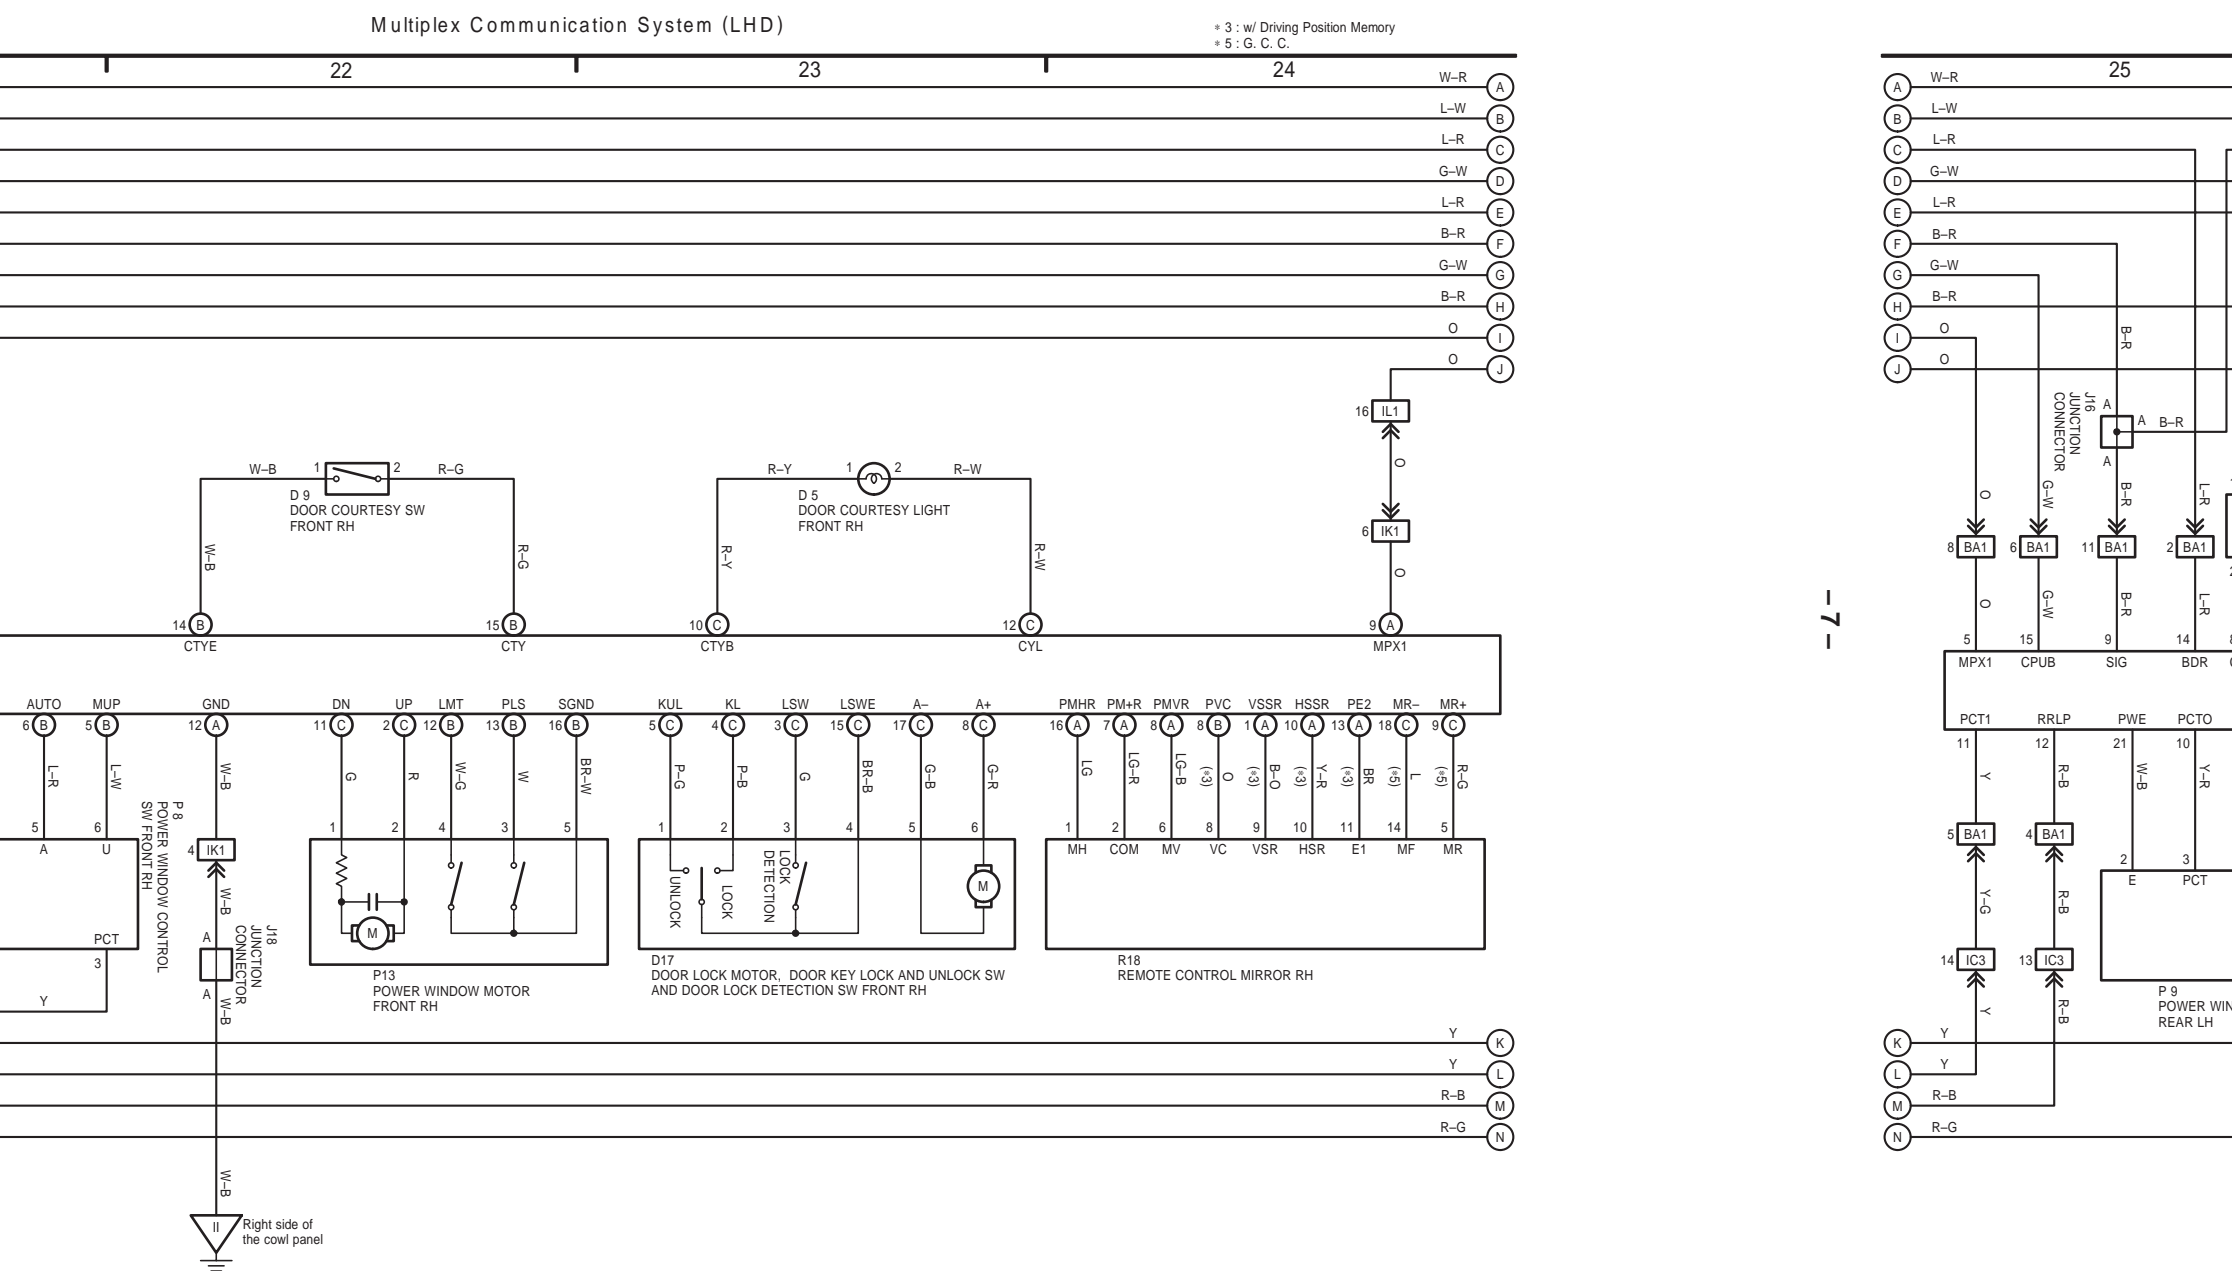 Multiplex Communication System (LHD)
* 3 : w/ Driving Position Memory
* 5 : G. C. C.
22 23 24 25
W–R A A W–R
L–W B B L–W
L–R C C L–R
G–W D D G–W
L–R E E L–R
B–R F F B–R
G–W G G G–W
B–R H H B–R
O I I O
O J J O
B–R
16 IL1
O
6 IK1
O
J16
JUNCTION
CONNECTOR
A A B–R
A
W–B 1 2 R–G
D 9
DOOR COURTESY SW
FRONT RH
W–B R–G
R–Y 1 2 R–W
D 5
DOOR COURTESY LIGHT
FRONT RH
R–Y R–W
O G–W B–R L–R
8 BA1 6 BA1 11 BA1 2 BA1
O G–W B–R L–R
– 7 –
14 B 15 B 10 C 12 C 9 A
CTYE CTY CTYB CYL MPX1
5 15 9 14
MPX1 CPUB SIG BDR
AUTO MUP GND DN UP LMT PLS SGND KUL KL LSW LSWE A– A+ PMHR PM+R PMVR PVC VSSR HSSR PE2 MR– MR+
6 B 5 B 12 A 11 C 2 C 12 B 13 B 16 B 5 C 4 C 3 C 15 C 17 C 8 C 16 A 7 A 8 A 8 B 1 A 10 A 13 A 18 C 9 C
L–R L–W W–B G R W–G W BR–W P–G P–B G BR–B G–B G–R LG LG–R LG–B O (*3) B–O (*3) Y–R (*3) BR (*3) L (*5) R–G (*5)
PCT1 RRLP PWE PCTO
11 12 21 10
Y R–B W–B Y–R
5 6
A U
PCT
3
Y
P 8
POWER WINDOW CONTROL
SW FRONT RH
4 IK1
W–B
A
J18
JUNCTION
CONNECTOR
A
W–B
W–B
II
Right side of
the cowl panel
1 2 4 3 5
M
P13
POWER WINDOW MOTOR
FRONT RH
1 2 3 4 5 6
UNLOCK
LOCK
LOCK
DETECTION
M
D17
DOOR LOCK MOTOR, DOOR KEY LOCK AND UNLOCK SW
AND DOOR LOCK DETECTION SW FRONT RH
1 2 6 8 9 10 11 14 5
MH COM MV VC VSR HSR E1 MF MR
R18
REMOTE CONTROL MIRROR RH
5 BA1 4 BA1
Y–G R–B
14 IC3 13 IC3
Y R–B
2 3
E PCT
P 9
POWER WIN
REAR LH
Y K K Y
Y L L Y
R–B M M R–B
R–G N N R–G